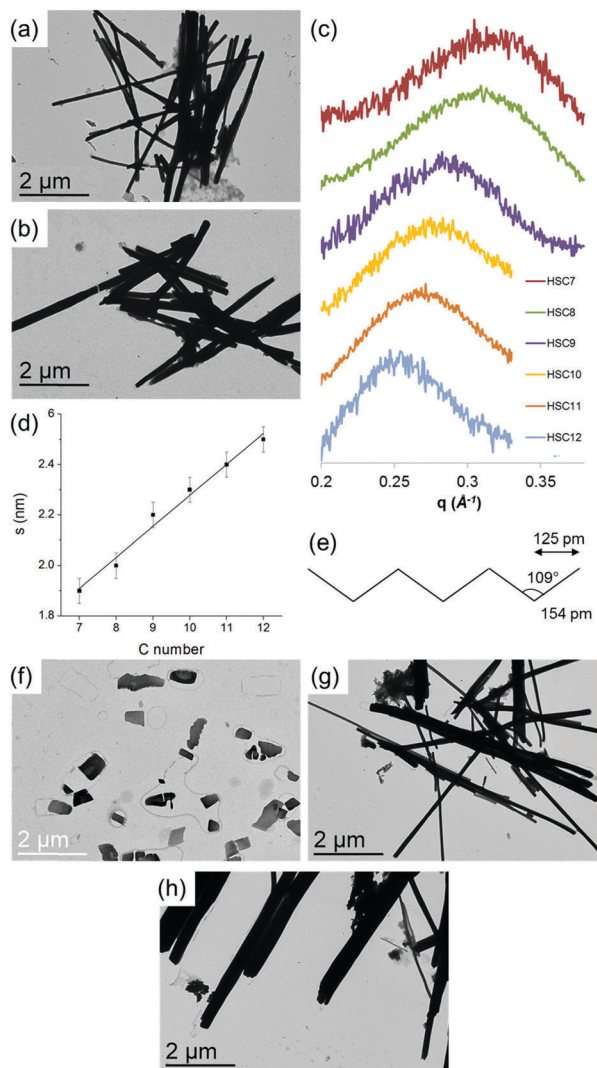 (a)
2 µm
(b)
2 µm
(c)
HSC7
HSC8
HSC9
HSC10
HSC11
HSC12
0.2 0.25 0.3 0.35
q (Å⁻¹)
(d)
s (nm)
2.6
2.4
2.2
2.0
1.8
7 8 9 10 11 12
C number
(e)
125 pm
109°
154 pm
(f)
2 µm
(g)
2 µm
(h)
2 µm